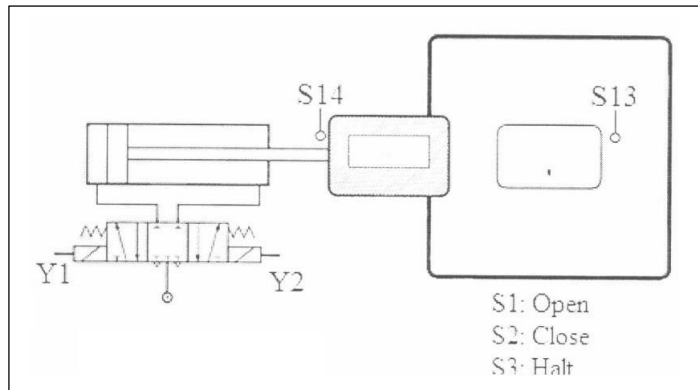 S14
S13
Y1
Y2
S1: Open
S2: Close
S3: Halt